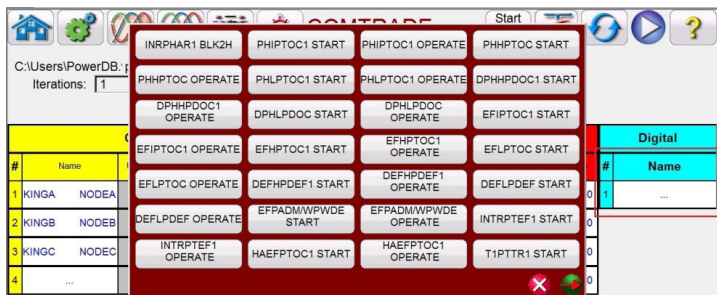 COMTRADE
Start
C:\Users\PowerDB.
Iterations: 1
INRPHAR1 BLK2H
PHIPTOC1 START
PHIPTOC1 OPERATE
PHHPTOC START
PHHPTOC OPERATE
PHLPTOC1 START
PHLPTOC1 OPERATE
DPHHPDOC1 START
DPHHPDOC1
OPERATE
DPHLPDOC START
DPHLPDOC
OPERATE
EFIPTOC1 START
EFIPTOC1 OPERATE
EFHPTOC1 START
EFHPTOC1
OPERATE
EFLPTOC START
EFLPTOC OPERATE
DEFHPDEF1 START
DEFHPDEF1
OPERATE
DEFLPDEF START
DEFLPDEF OPERATE
EFPADM/WPWDE
START
EFPADM/WPWDE
OPERATE
INTRPTEF1 START
INTRPTEF1
OPERATE
HAEFPTOC1 START
HAEFPTOC1
OPERATE
T1PTTR1 START
# Name
1 KINGA NODEA
2 KINGB NODEB
3 KINGC NODEC
4 ...
0
0
0
0
Digital
# Name
1 ...